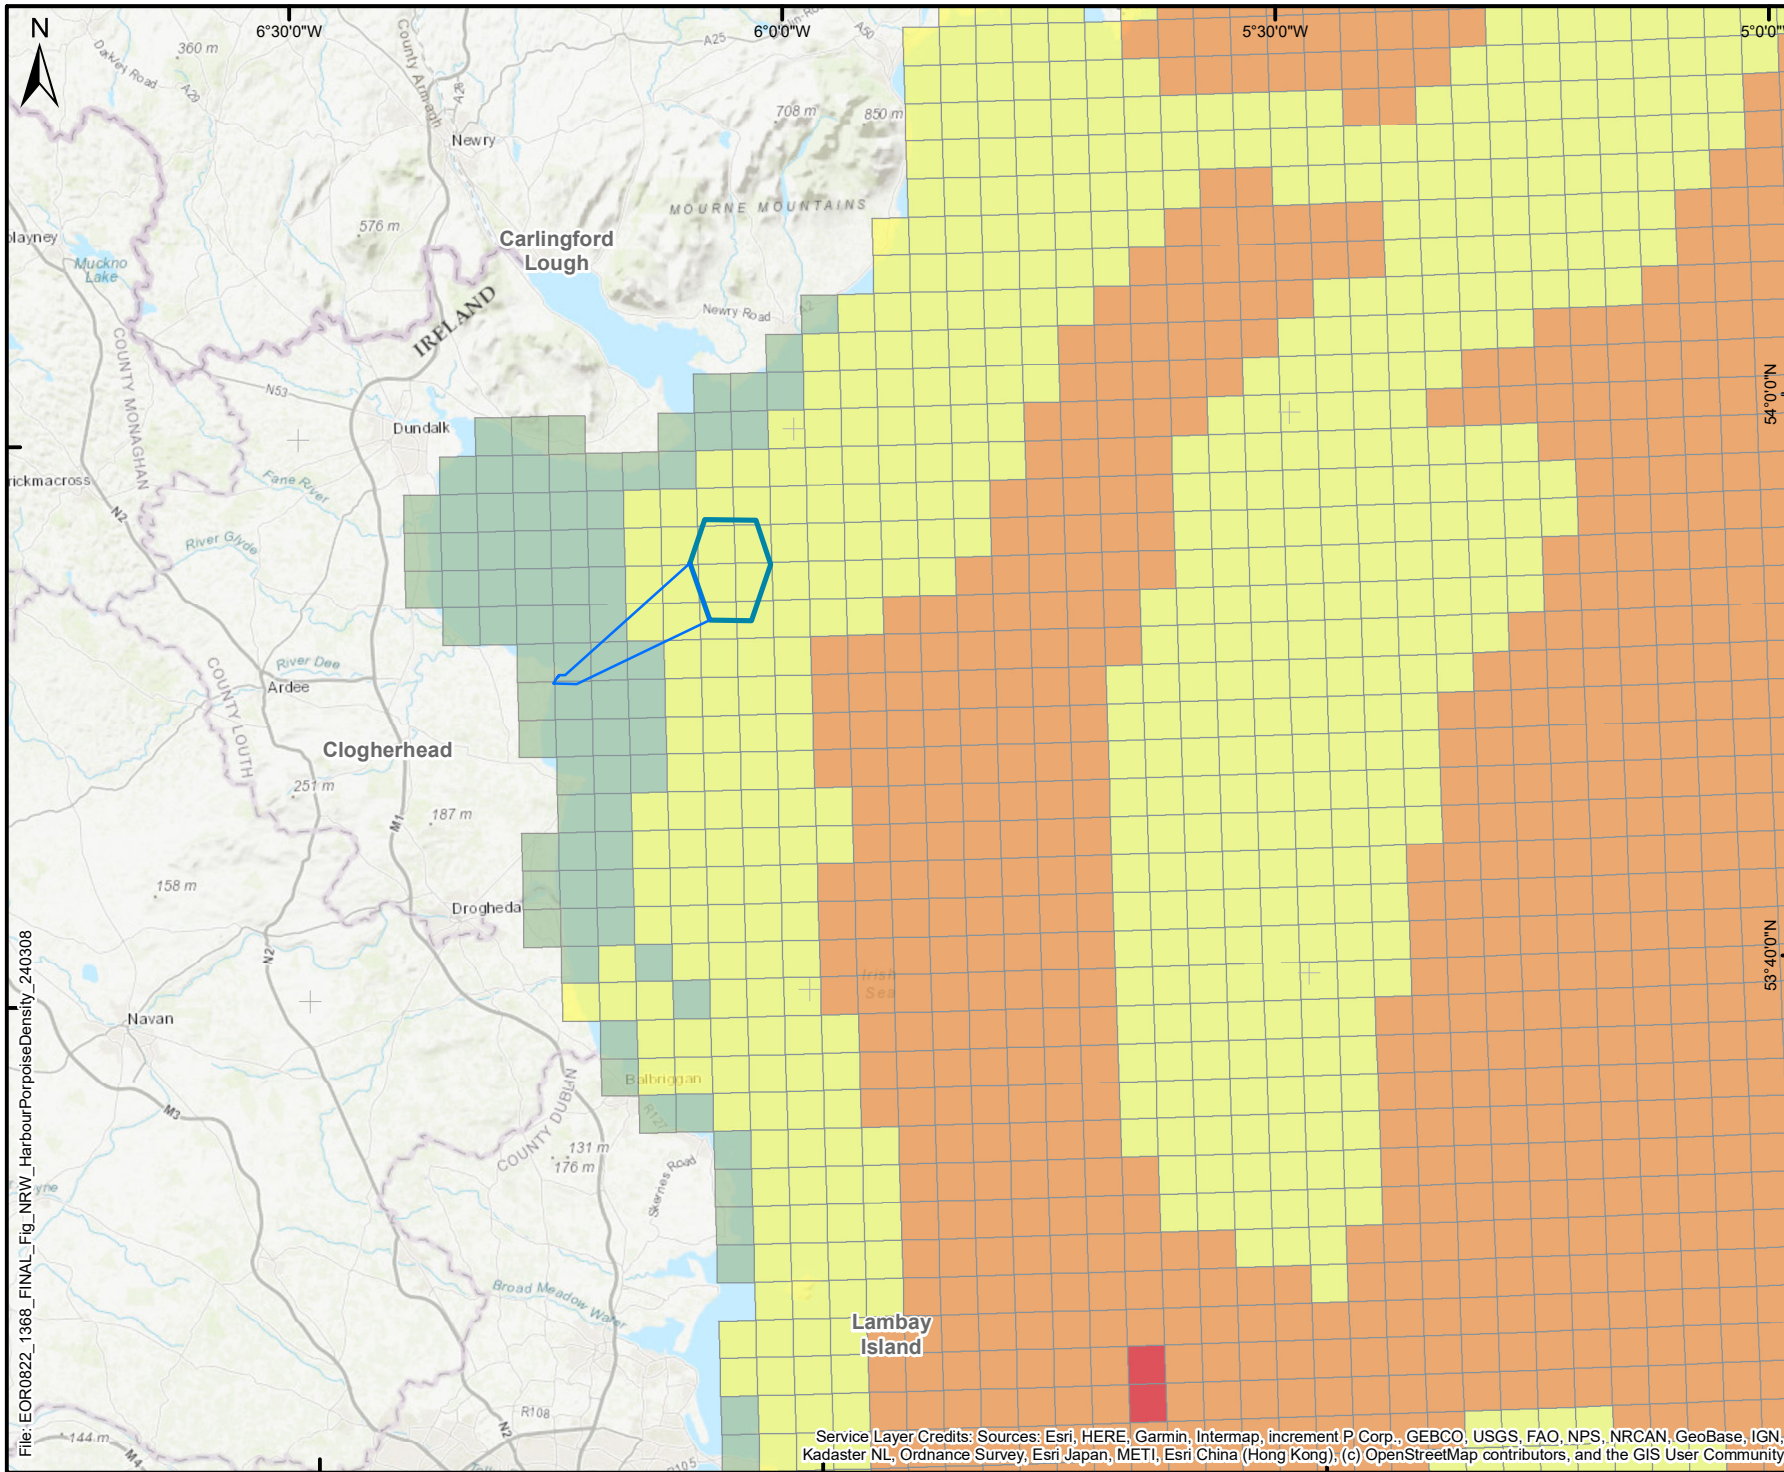 N
6°30'0"W
6°0'0"W
5°30'0"W
5°0'0"
360 m
A25
A50
County Armagh
A28
A29
Newry
708 m
850 m
MOURNE MOUNTAINS
576 m
Carlingford
Lough
Muckno
Lake
IRELAND
Newry Road
A2
COUNTY MONAGHAN
N53
Dundalk
54°0'0"N
Fane River
N2
River Glyde
River Dee
Ardee
COUNTY LOUTH
Clogherhead
251 m
187 m
M1
158 m
Drogheda
N2
Irish
Sea
53°40'0"N
Navan
Balbriggan
R127
COUNTY DUBLIN
M3
131 m
176 m
Skerries Road
Broad Meadow Water
Lambay
Island
R108
N2
144 m
M4
R105
File: EOR0822_1368_FINAL_Fig_NRW_HarbourPorpoiseDensity_240308
Service Layer Credits: Sources: Esri, HERE, Garmin, Intermap, increment P Corp., GEBCO, USGS, FAO, NPS, NRCAN, GeoBase, IGN,
Kadaster NL, Ordnance Survey, Esri Japan, METI, Esri China (Hong Kong), (c) OpenStreetMap contributors, and the GIS User Community